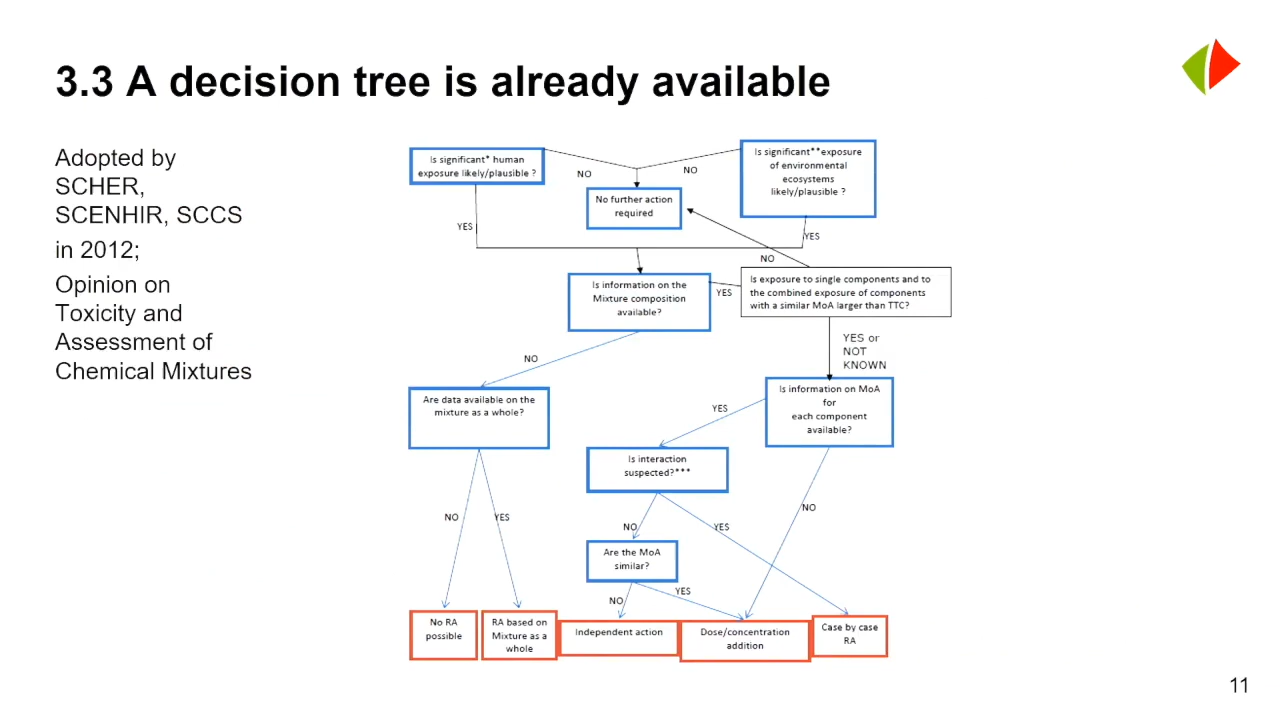 3.3 A decision tree is already available
Adopted by
SCHER,
SCENHIR, SCCS
in 2012;
Opinion on
Toxicity and
Assessment of
Chemical Mixtures
Is significant* human
exposure likely/plausible ?
NO
NO
Is significant**exposure
of environmental
ecosystems
likely/plausible ?
No further action
required
YES
YES
NO
Is information on the
Mixture composition
available?
YES
Is exposure to single components and to
the combined exposure of components
with a similar MoA larger than TTC?
NO
YES or
NOT
KNOWN
Are data available on the
mixture as a whole?
YES
Is information on MoA
for
each component
available?
Is interaction
suspected?***
NO
YES
NO
YES
NO
Are the MoA
similar?
NO
YES
No RA
possible
RA based on
Mixture as a
whole
Independent action
Dose/concentration
addition
Case by case
RA
11